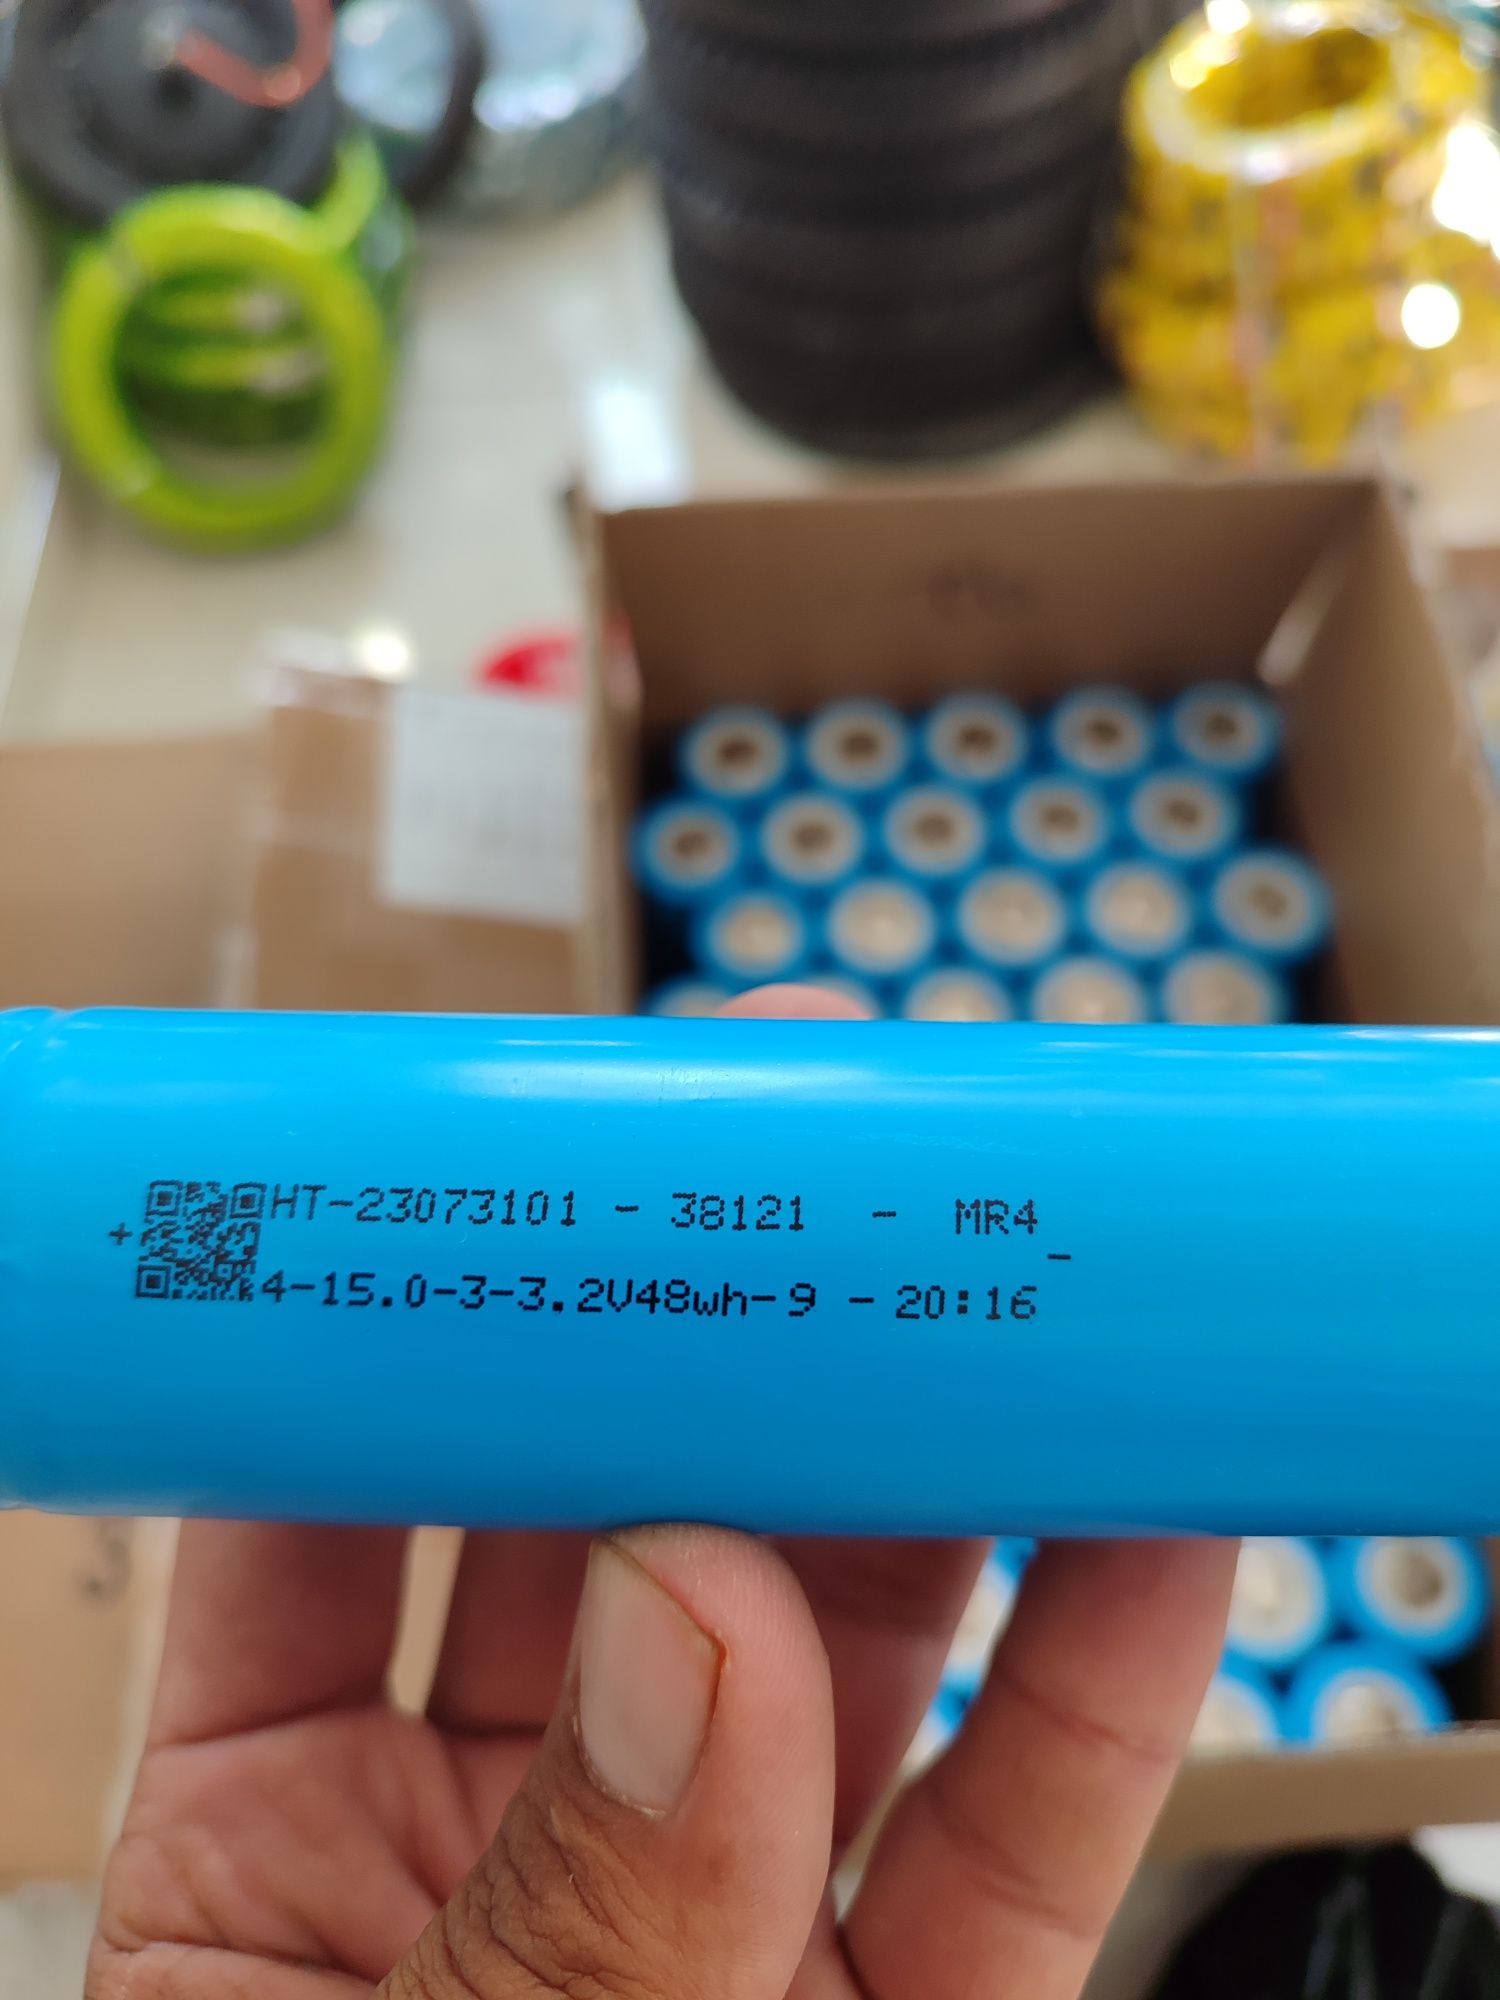 + HT-23073101 - 38121 - MR4 -
4-15.0-3-3.2V48wh-9 - 20:16